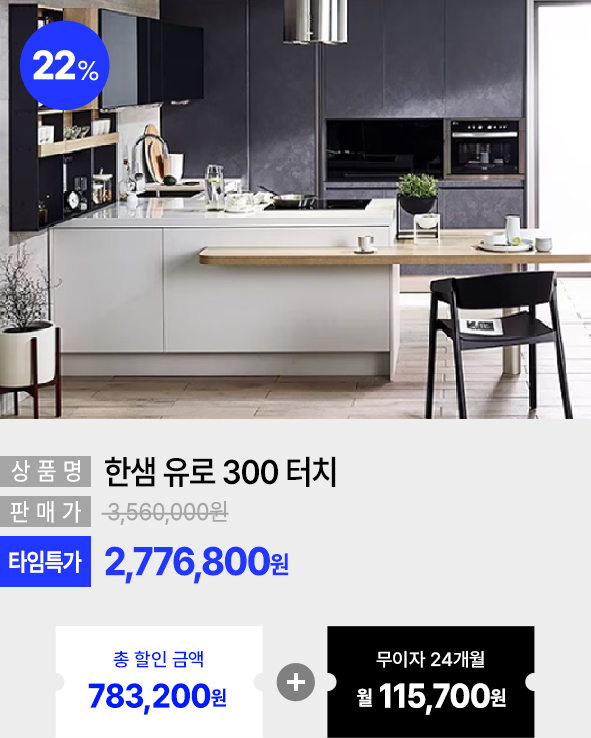 22%
상품명 한샘 유로 300 터치
판매가 3,560,000원
타임특가 2,776,800원
총 할인 금액
783,200원
+
무이자 24개월
월 115,700원